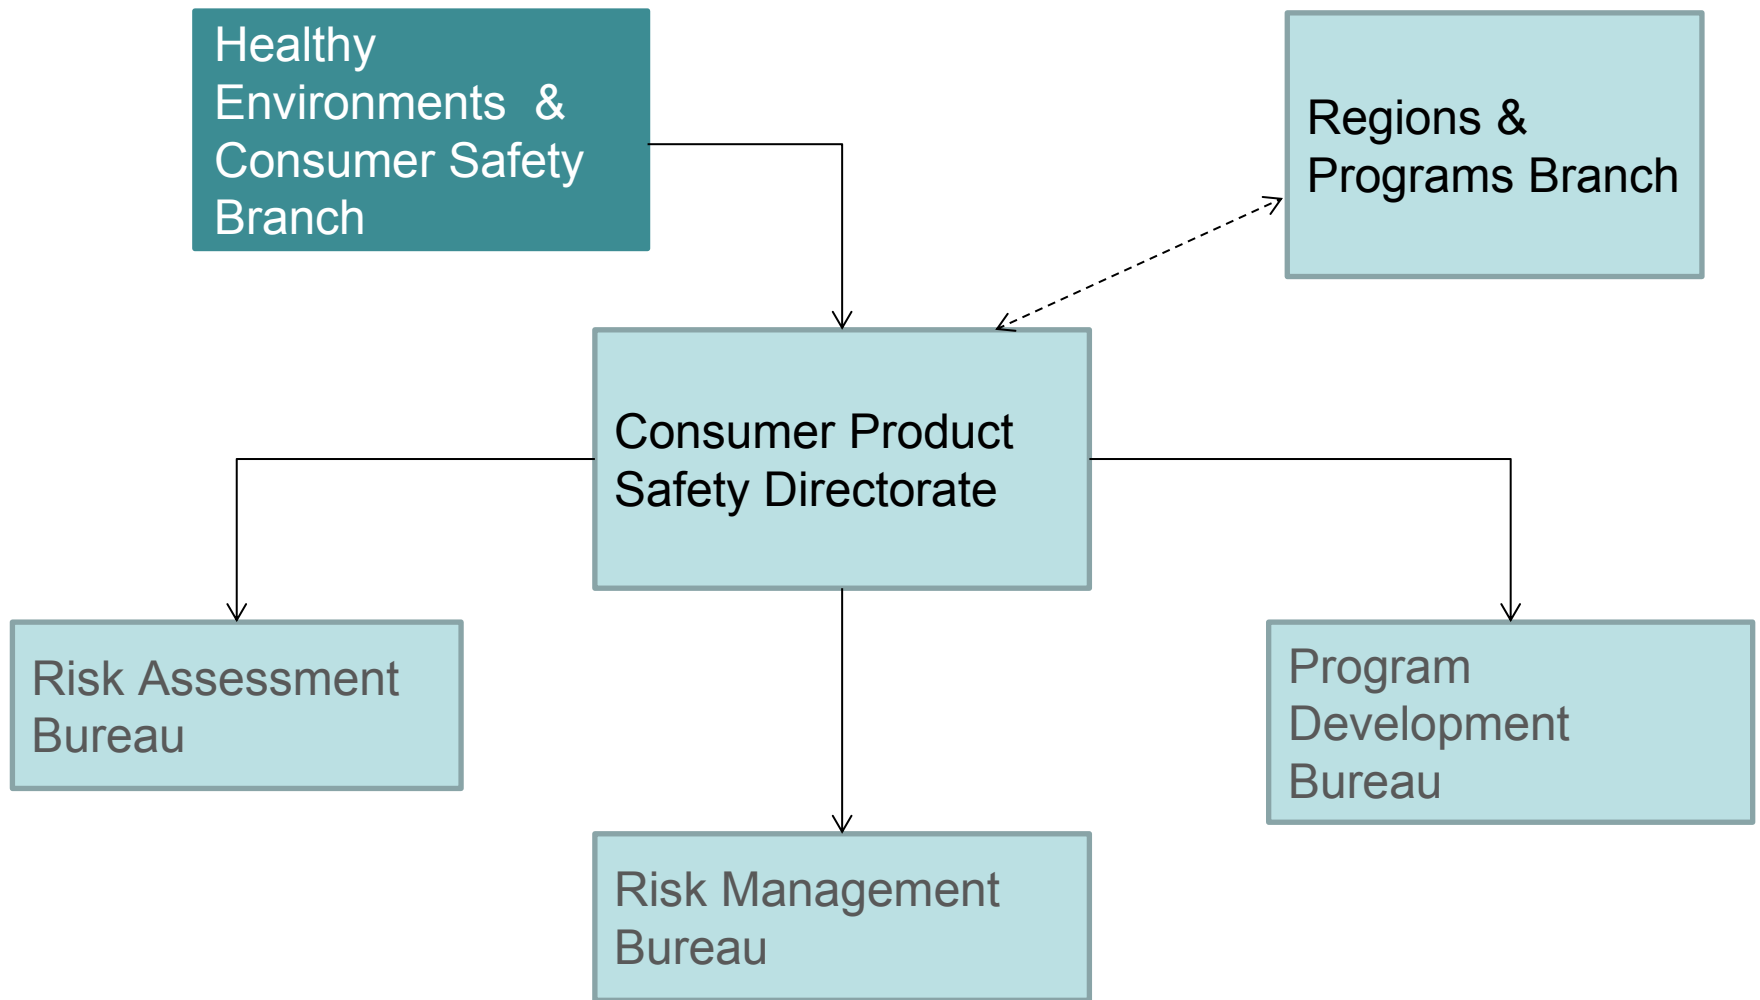 Healthy
Environments  &
Consumer Safety
Branch
Regions &
Programs Branch
Consumer Product
Safety Directorate
Risk Assessment
Bureau
Program
Development
Bureau
Risk Management
Bureau